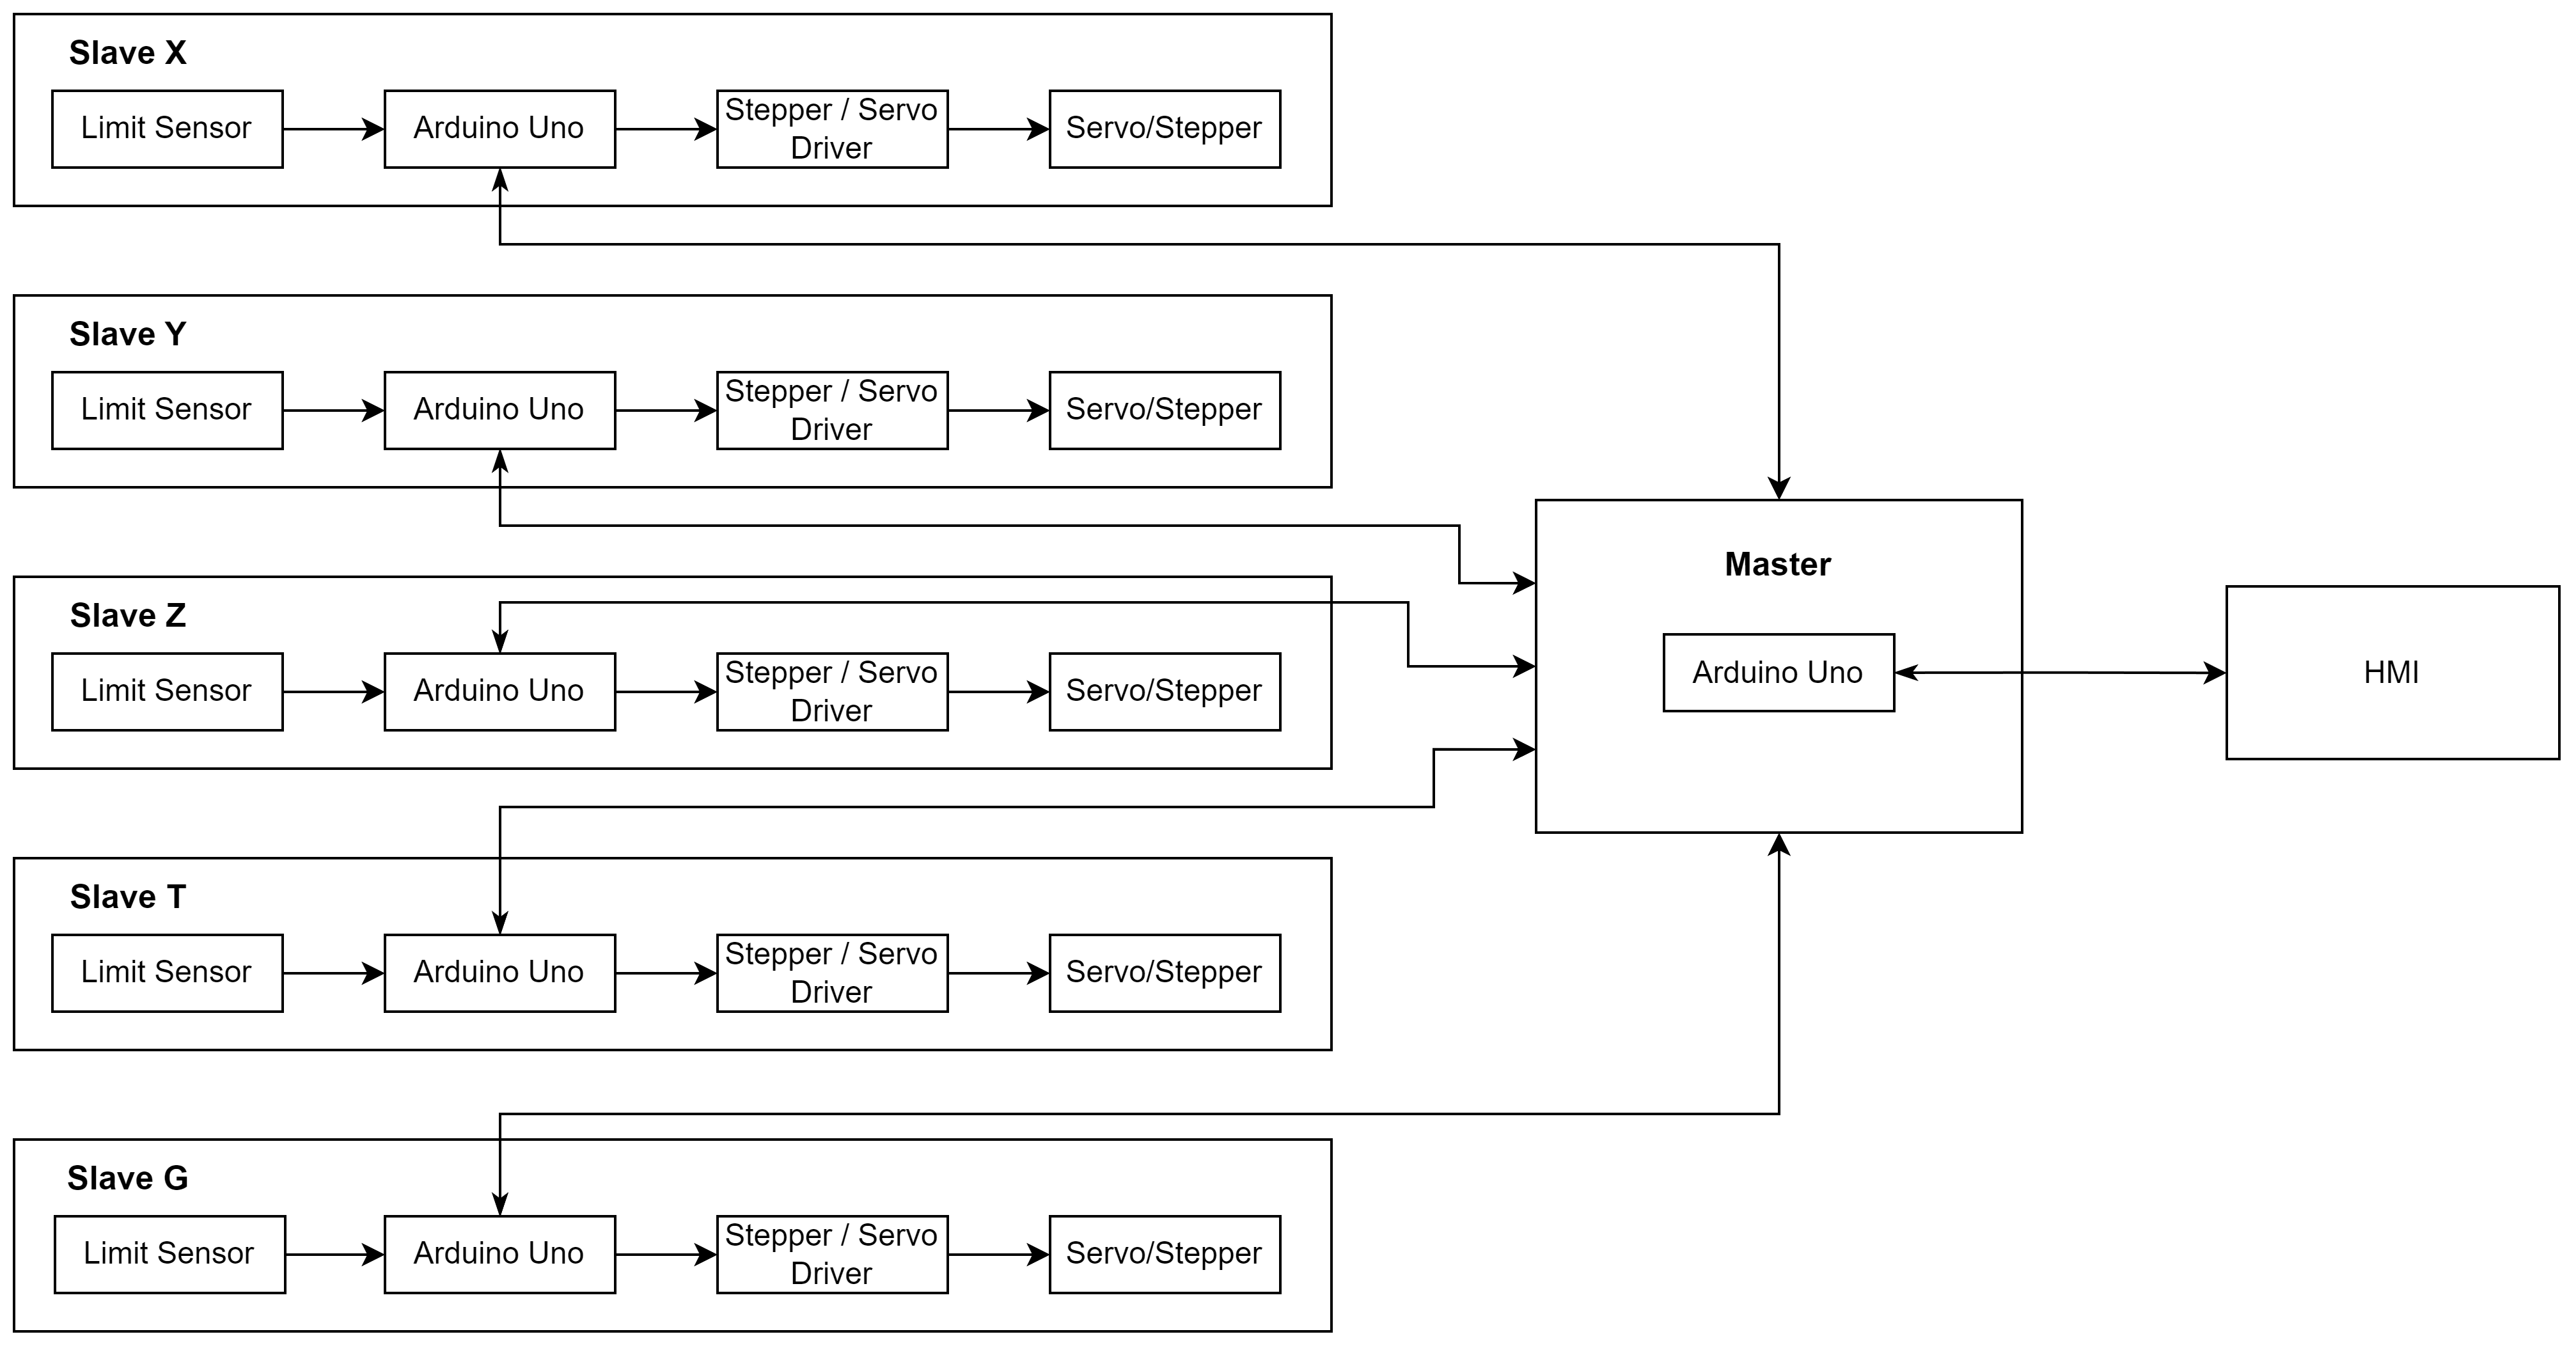 Slave X
Limit Sensor
Arduino Uno
Stepper / Servo
Driver
Servo/Stepper
Slave Y
Limit Sensor
Arduino Uno
Stepper / Servo
Driver
Servo/Stepper
Slave Z
Limit Sensor
Arduino Uno
Stepper / Servo
Driver
Servo/Stepper
Slave T
Limit Sensor
Arduino Uno
Stepper / Servo
Driver
Servo/Stepper
Slave G
Limit Sensor
Arduino Uno
Stepper / Servo
Driver
Servo/Stepper
Master
Arduino Uno
HMI